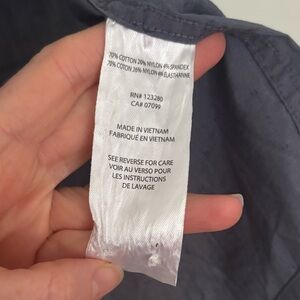 70% COTTON 26% NYLON 4% SPANDEX
70% COTON 26% NYLON 4% ÉLASTHANNE
RN# 123280
CA# 07099
MADE IN VIETNAM
FABRIQUÉ EN VIETNAM
SEE REVERSE FOR CARE
VOIR AU VERSO POUR
LES INSTRUCTIONS
DE LAVAGE